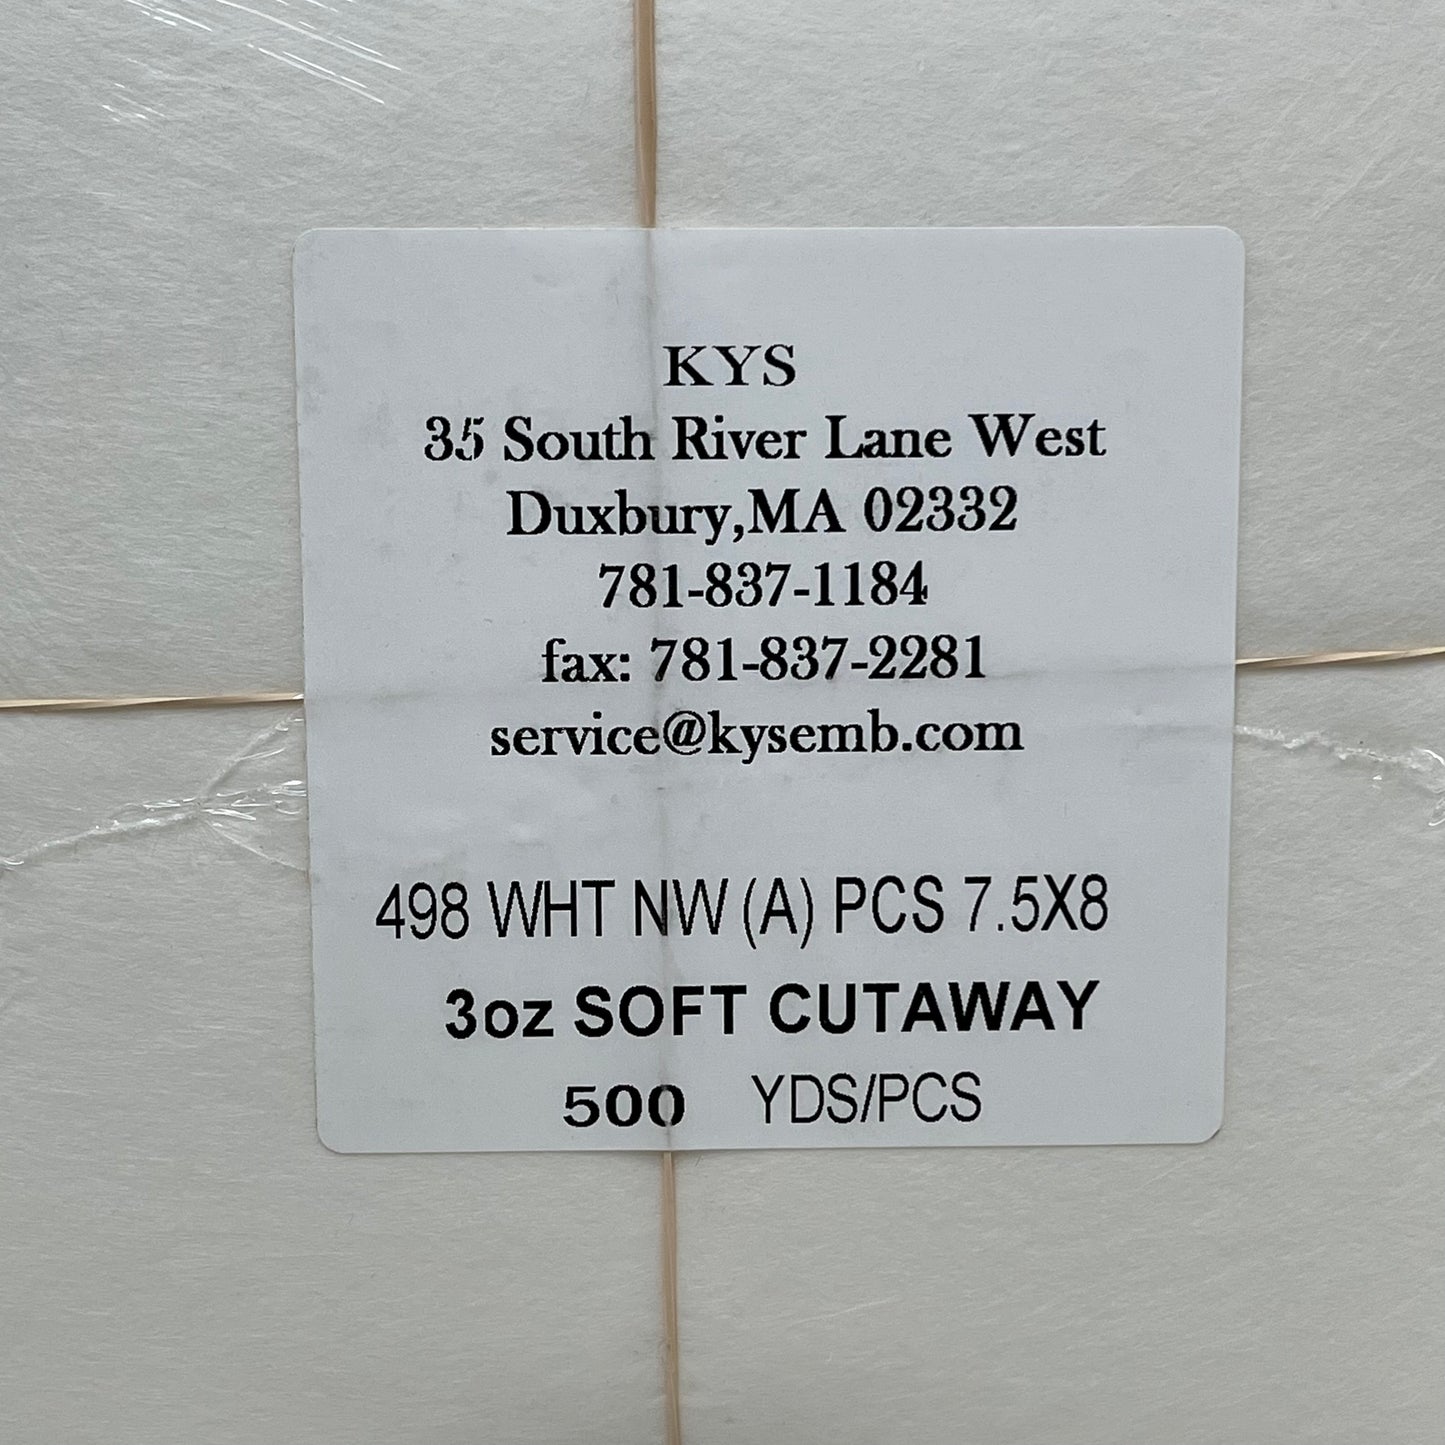 KYS
35 South River Lane West
Duxbury,MA 02332
781-837-1184
fax: 781-837-2281
service@kysemb.com
498 WHT NW (A) PCS 7.5X8
3oz SOFT CUTAWAY
500 YDS/PCS